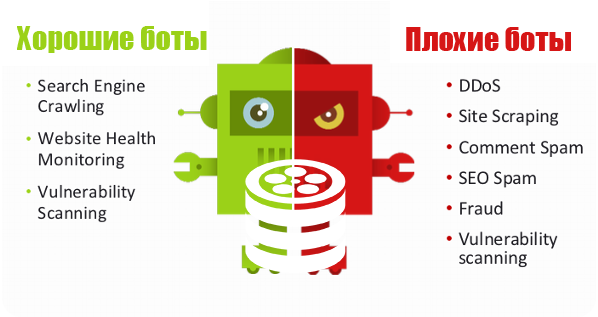 Хорошие боты
Search Engine
Crawling
Website Health
Monitoring
Vulnerability
Scanning
Плохие боты
DDoS
Site Scraping
Comment Spam
SEO Spam
Fraud
Vulnerability
scanning